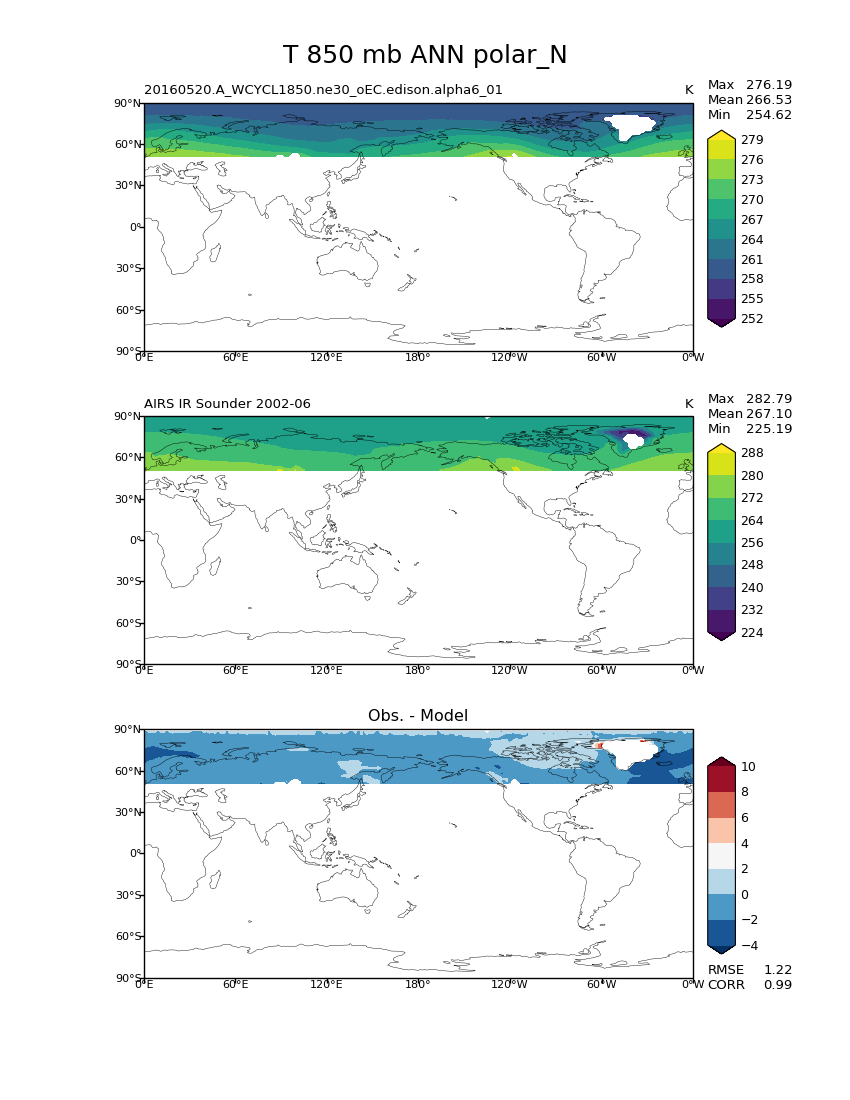 T 850 mb ANN polar_N
20160520.A_WCYCL1850.ne30_oEC.edison.alpha6_01 K
Max 276.19
Mean 266.53
Min 254.62
90°N
60°N
30°N
0°
30°S
60°S
90°S
0°E 60°E 120°E 180° 120°W 60°W 0°W
279
276
273
270
267
264
261
258
255
252
AIRS IR Sounder 2002-06 K
Max 282.79
Mean 267.10
Min 225.19
90°N
60°N
30°N
0°
30°S
60°S
90°S
0°E 60°E 120°E 180° 120°W 60°W 0°W
288
280
272
264
256
248
240
232
224
Obs. - Model
90°N
60°N
30°N
0°
30°S
60°S
90°S
0°E 60°E 120°E 180° 120°W 60°W 0°W
10
8
6
4
2
0
−2
−4
RMSE 1.22
CORR 0.99